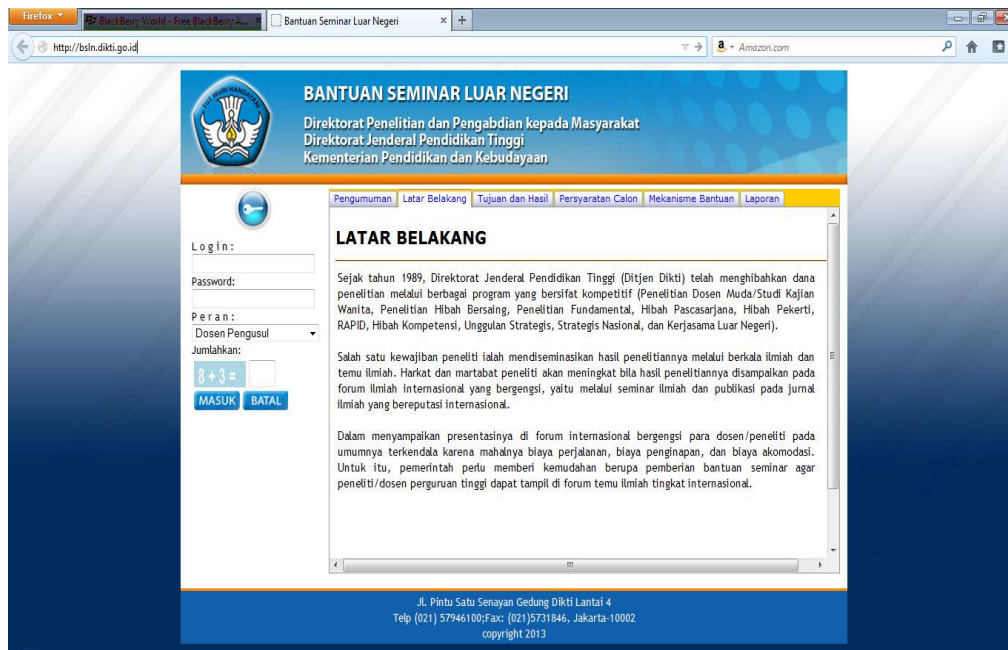 Firefox
BlackBerry World - Free BlackBerry A...
Bantuan Seminar Luar Negeri
http://bsln.dikti.go.id
Amazon.com
TUT WURI HANDAYANI
BANTUAN SEMINAR LUAR NEGERI
Direktorat Penelitian dan Pengabdian kepada Masyarakat
Direktorat Jenderal Pendidikan Tinggi
Kementerian Pendidikan dan Kebudayaan
Login:
Password:
Peran:
Dosen Pengusul
Jumlahkan:
8 + 3 =
MASUK BATAL
Pengumuman Latar Belakang Tujuan dan Hasil Persyaratan Calon Mekanisme Bantuan Laporan
LATAR BELAKANG
Sejak tahun 1989, Direktorat Jenderal Pendidikan Tinggi (Ditjen Dikti) telah menghibahkan dana
penelitian melalui berbagai program yang bersifat kompetitif (Penelitian Dosen Muda/Studi Kajian
Wanita, Penelitian Hibah Bersaing, Penelitian Fundamental, Hibah Pascasarjana, Hibah Pekerti,
RAPID, Hibah Kompetensi, Unggulan Strategis, Strategis Nasional, dan Kerjasama Luar Negeri).
Salah satu kewajiban peneliti ialah mendiseminasikan hasil penelitiannya melalui berkala ilmiah dan
temu ilmiah. Harkat dan martabat peneliti akan meningkat bila hasil penelitiannya disampaikan pada
forum ilmiah internasional yang bergengsi, yaitu melalui seminar ilmiah dan publikasi pada jurnal
ilmiah yang bereputasi internasional.
Dalam menyampaikan presentasinya di forum internasional bergengsi para dosen/peneliti pada
umumnya terkendala karena mahalnya biaya perjalanan, biaya penginapan, dan biaya akomodasi.
Untuk itu, pemerintah perlu memberi kemudahan berupa pemberian bantuan seminar agar
peneliti/dosen perguruan tinggi dapat tampil di forum temu ilmiah tingkat internasional.
Jl. Pintu Satu Senayan Gedung Dikti Lantai 4
Telp (021) 57946100;Fax: (021)5731846, Jakarta-10002
copyright 2013